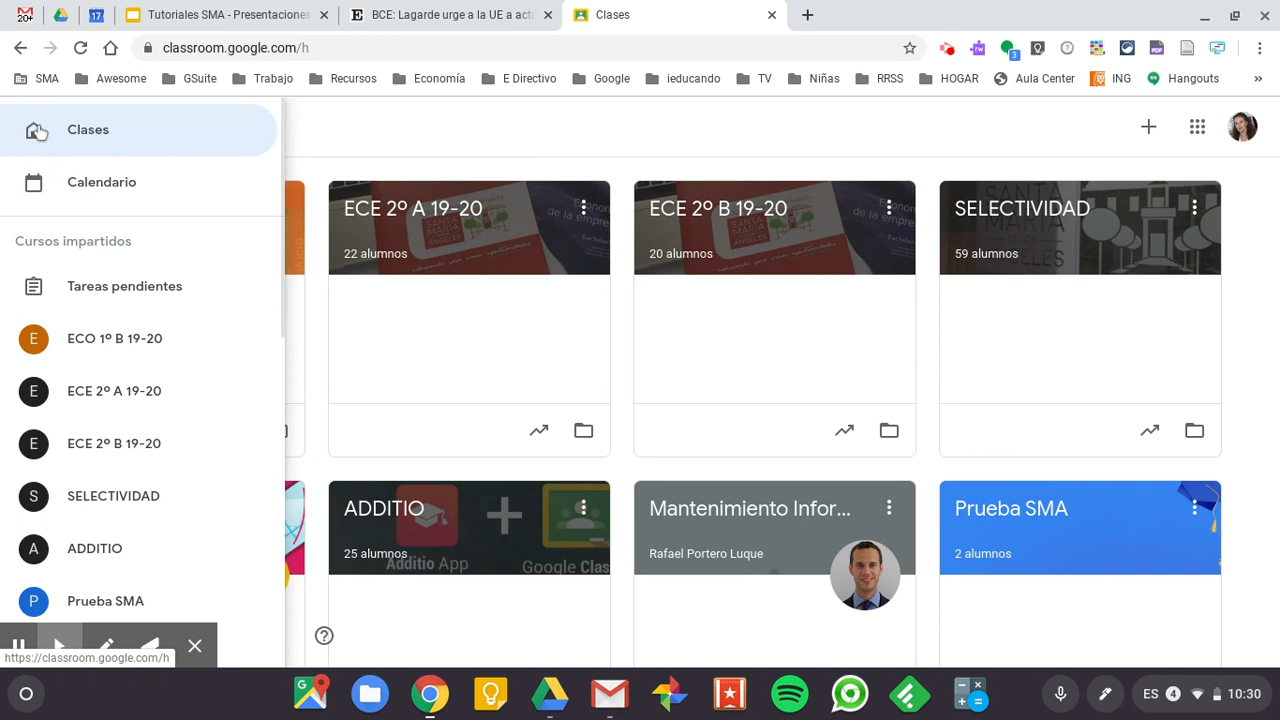 20+
17
Tutoriales SMA - Presentaciones
BCE: Lagarde urge a la UE a actu
Clases
classroom.google.com/h
3
SMA
Awesome
GSuite
Trabajo
Recursos
Economía
E Directivo
Google
ieducando
TV
Niñas
RRSS
HOGAR
Aula Center
ING
Hangouts
Clases
Calendario
Cursos impartidos
Tareas pendientes
E ECO 1º B 19-20
E ECE 2º A 19-20
E ECE 2º B 19-20
S SELECTIVIDAD
A ADDITIO
P Prueba SMA
https://classroom.google.com/h
ECE 2º A 19-20
22 alumnos
ECE 2º B 19-20
20 alumnos
SELECTIVIDAD
59 alumnos
ADDITIO
25 alumnos
Additio App
Google Clas
Mantenimiento Infor...
Rafael Portero Luque
Prueba SMA
2 alumnos
ES 4 10:30